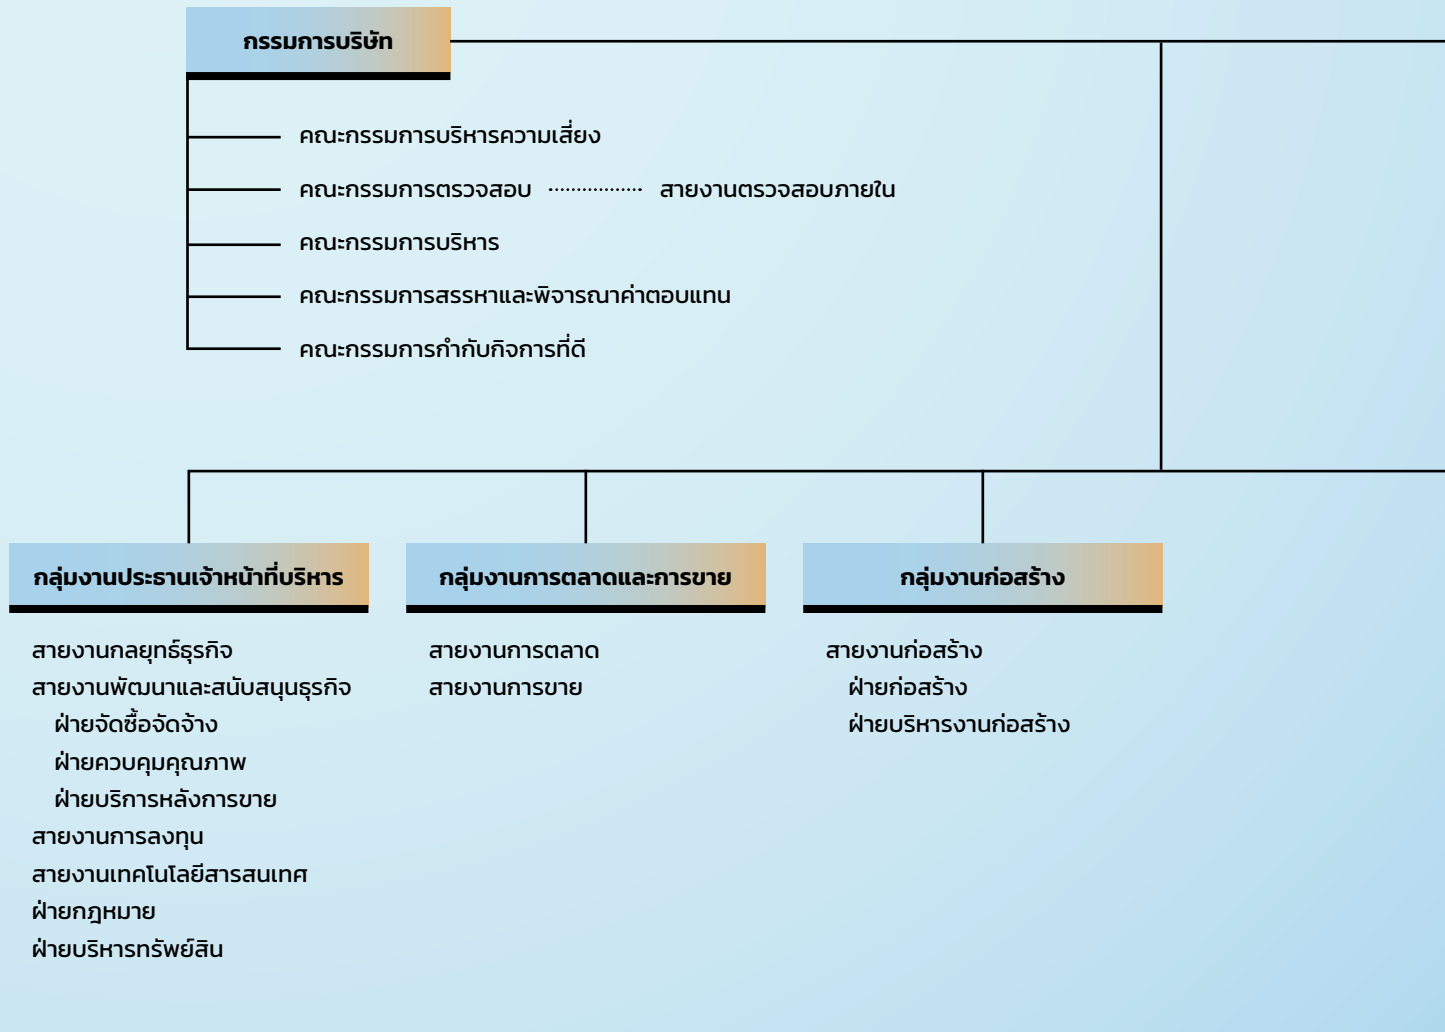 กรรมการบริษัท
คณะกรรมการบริหารความเสี่ยง
คณะกรรมการตรวจสอบ ................. สายงานตรวจสอบภายใน
คณะกรรมการบริหาร
คณะกรรมการสรรหาและพิจารณาค่าตอบแทน
คณะกรรมการกำกับกิจการที่ดี
กลุ่มงานประธานเจ้าหน้าที่บริหาร
สายงานกลยุทธ์ธุรกิจ
สายงานพัฒนาและสนับสนุนธุรกิจ
ฝ่ายจัดซื้อจัดจ้าง
ฝ่ายควบคุมคุณภาพ
ฝ่ายบริการหลังการขาย
สายงานการลงทุน
สายงานเทคโนโลยีสารสนเทศ
ฝ่ายกฎหมาย
ฝ่ายบริหารทรัพย์สิน
กลุ่มงานการตลาดและการขาย
สายงานการตลาด
สายงานการขาย
กลุ่มงานก่อสร้าง
สายงานก่อสร้าง
ฝ่ายก่อสร้าง
ฝ่ายบริหารงานก่อสร้าง